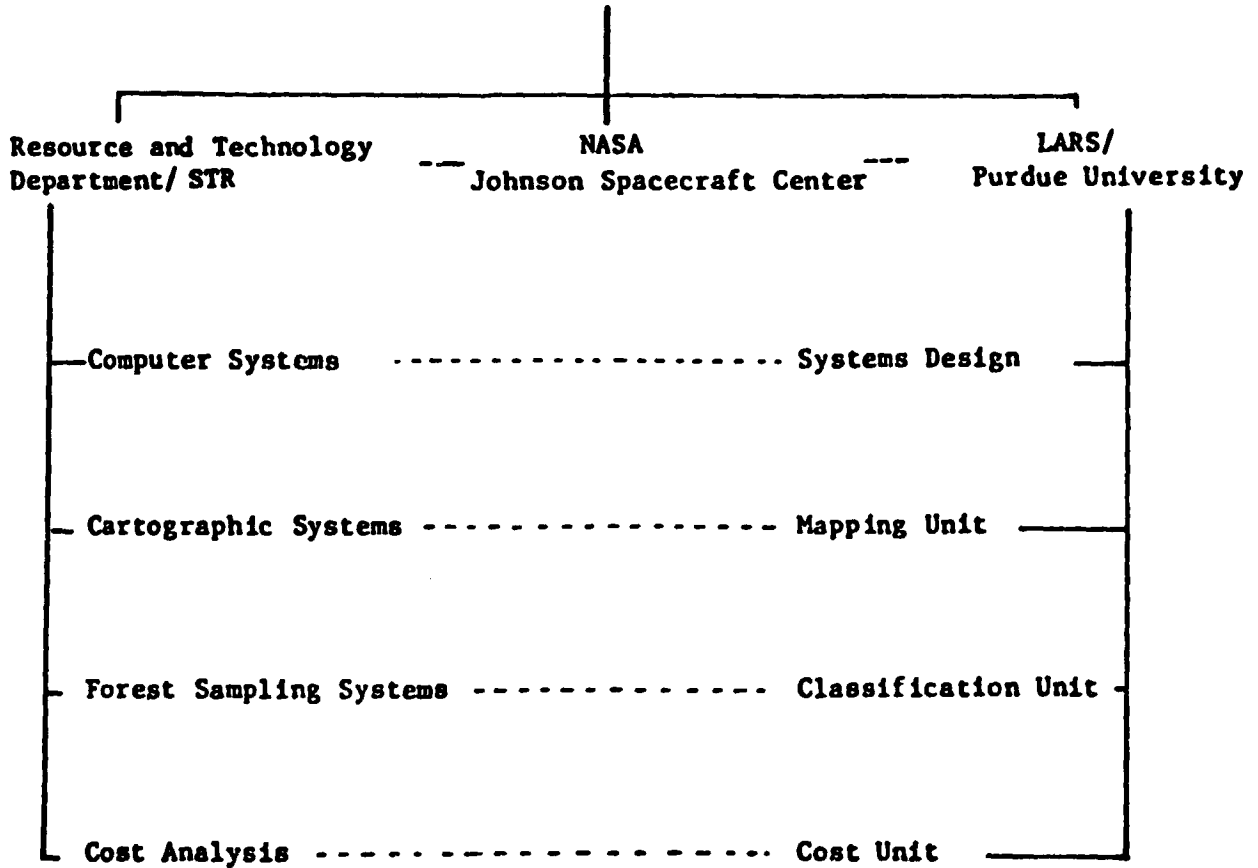 Resource and Technology
Department/ STR
NASA
Johnson Spacecraft Center
LARS/
Purdue University
Computer Systems
Systems Design
Cartographic Systems
Mapping Unit
Forest Sampling Systems
Classification Unit
Cost Analysis
Cost Unit